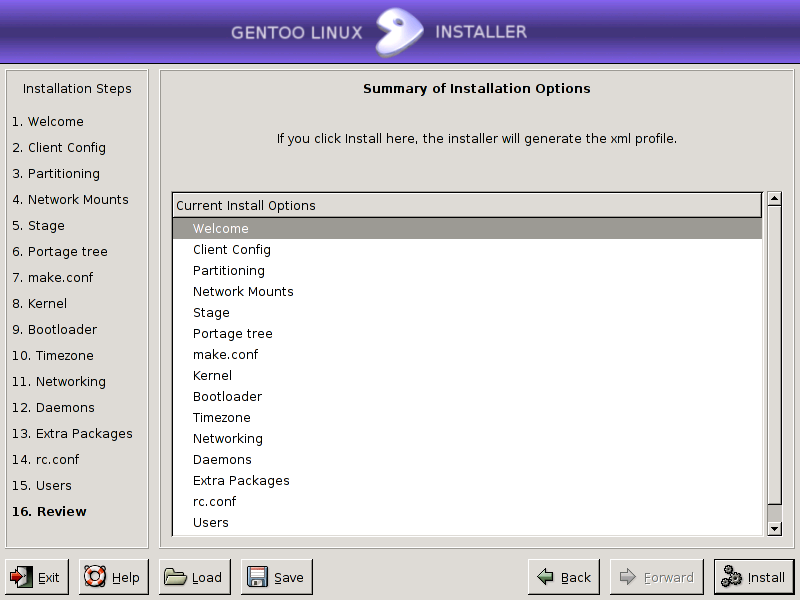 GENTOO LINUX INSTALLER
Installation Steps
1. Welcome
2. Client Config
3. Partitioning
4. Network Mounts
5. Stage
6. Portage tree
7. make.conf
8. Kernel
9. Bootloader
10. Timezone
11. Networking
12. Daemons
13. Extra Packages
14. rc.conf
15. Users
16. Review
Summary of Installation Options
If you click Install here, the installer will generate the xml profile.
Current Install Options
Welcome
Client Config
Partitioning
Network Mounts
Stage
Portage tree
make.conf
Kernel
Bootloader
Timezone
Networking
Daemons
Extra Packages
rc.conf
Users
Exit Help Load Save Back Forward Install